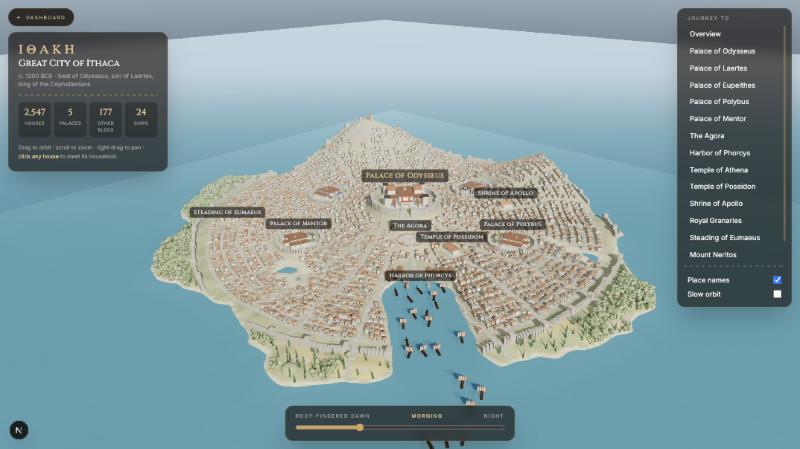 ← DASHBOARD
ΙΘΑΚΗ
GREAT CITY OF ITHACA
c. 1200 BCE · Seat of Odysseus, son of Laertes,
king of the Cephallenians
2,547
HOUSES
5
PALACES
177
OTHER
BLDGS
24
SHIPS
Drag to orbit · scroll to zoom · right-drag to pan ·
click any house to meet its household.
PALACE OF ODYSSEUS
SHRINE OF APOLLO
STEADING OF EUMAEUS
PALACE OF MENTOR
THE AGORA
PALACE OF POLYBUS
TEMPLE OF POSEIDON
HARBOR OF PHORCYS
JOURNEY TO
Overview
Palace of Odysseus
Palace of Laertes
Palace of Eupeithes
Palace of Polybus
Palace of Mentor
The Agora
Harbor of Phorcys
Temple of Athena
Temple of Poseidon
Shrine of Apollo
Royal Granaries
Steading of Eumaeus
Mount Neritos
Place names
Slow orbit
ROSY-FINGERED DAWN
MORNING
NIGHT
N